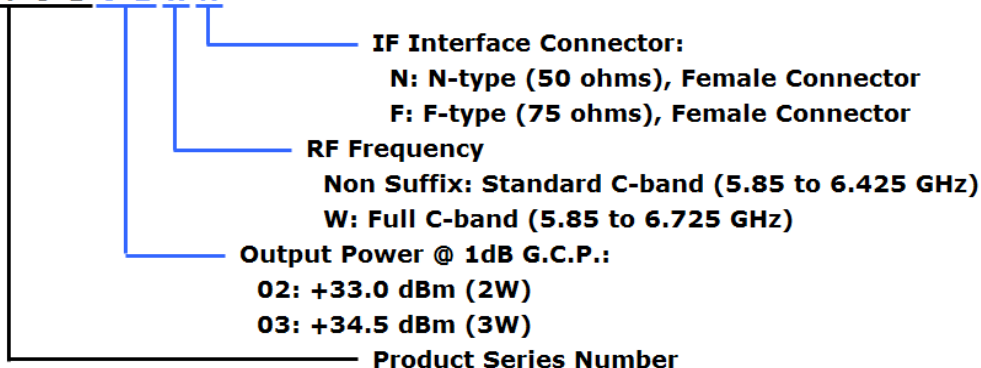 IF Interface Connector:
N: N-type (50 ohms), Female Connector
F: F-type (75 ohms), Female Connector
RF Frequency
Non Suffix: Standard C-band (5.85 to 6.425 GHz)
W: Full C-band (5.85 to 6.725 GHz)
Output Power @ 1dB G.C.P.:
02: +33.0 dBm (2W)
03: +34.5 dBm (3W)
Product Series Number